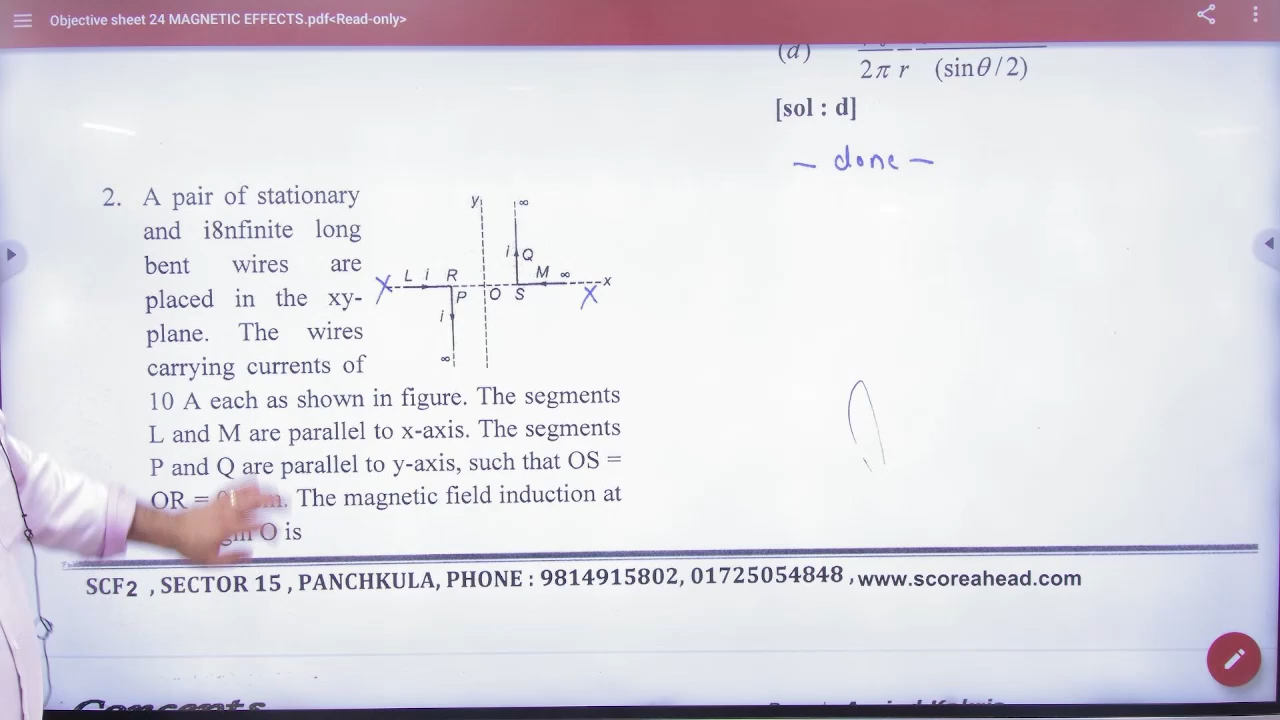 Objective sheet 24 MAGNETIC EFFECTS.pdf<Read-only>
(d)
2π r (sinθ/2)
[sol : d]
– done –
2. A pair of stationary
and i8nfinite long
bent wires are
placed in the xy-
plane. The wires
carrying currents of
y ∞
i Q
X L i R M ∞ x
P O S X
i
∞
10 A each as shown in figure. The segments
L and M are parallel to x-axis. The segments
P and Q are parallel to y-axis, such that OS =
OR = The magnetic field induction at
O is
SCF2 , SECTOR 15 , PANCHKULA, PHONE : 9814915802, 01725054848 , www.scoreahead.com
Concepts